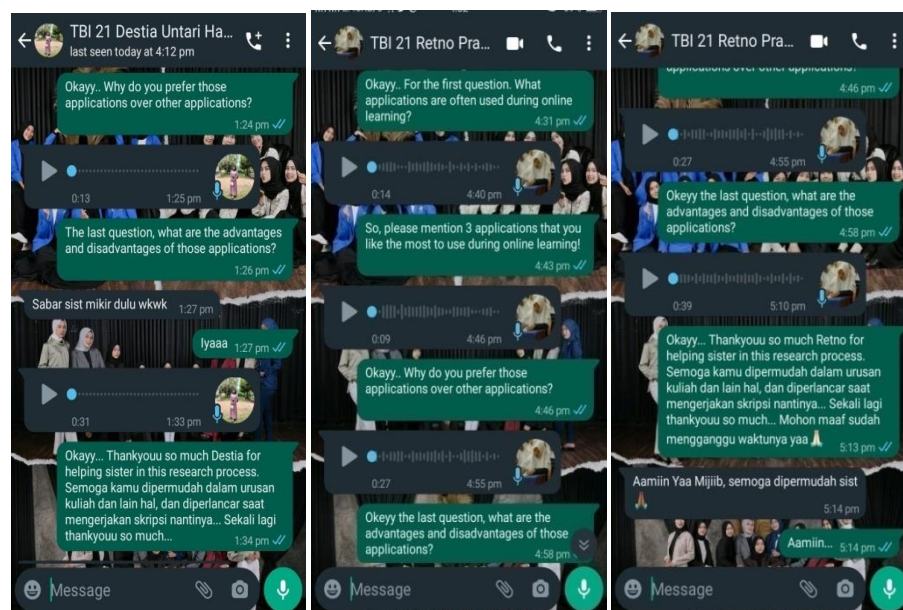 TBI 21 Destia Untari Ha...
last seen today at 4:12 pm
Okayy.. Why do you prefer those
applications over other applications?
1:24 pm
0:13
1:25 pm
The last question, what are the advantages
and disadvantages of those applications?
1:26 pm
Sabar sist mikir dulu wkwk
1:27 pm
Iyaaa
1:27 pm
0:31
1:33 pm
Okayy... Thankyouu so much Destia for
helping sister in this research process.
Semoga kamu dipermudah dalam urusan
kuliah dan lain hal, dan diperlancar saat
mengerjakan skripsi nantinya... Sekali lagi
thankyouu so much...
1:34 pm
Message
TBI 21 Retno Pra...
Okayy.. For the first question. What
applications are often used during online
learning?
4:31 pm
0:14
4:40 pm
So, please mention 3 applications that you
like the most to use during online learning!
4:43 pm
0:09
4:46 pm
Okayy.. Why do you prefer those
applications over other applications?
4:46 pm
0:27
4:55 pm
Okeyy the last question, what are the
advantages and disadvantages of those
applications?
4:58 pm
Message
TBI 21 Retno Pra...
applications over other applications?
4:46 pm
0:27
4:55 pm
Okeyy the last question, what are the
advantages and disadvantages of those
applications?
4:58 pm
0:39
5:10 pm
Okayy... Thankyouu so much Retno for
helping sister in this research process.
Semoga kamu dipermudah dalam urusan
kuliah dan lain hal, dan diperlancar saat
mengerjakan skripsi nantinya... Sekali lagi
thankyouu so much... Mohon maaf sudah
mengganggu waktunya yaa 🙏
5:13 pm
Aamiin Yaa Mijiib, semoga dipermudah sist
🙏
5:14 pm
Aamiin...
5:14 pm
Message